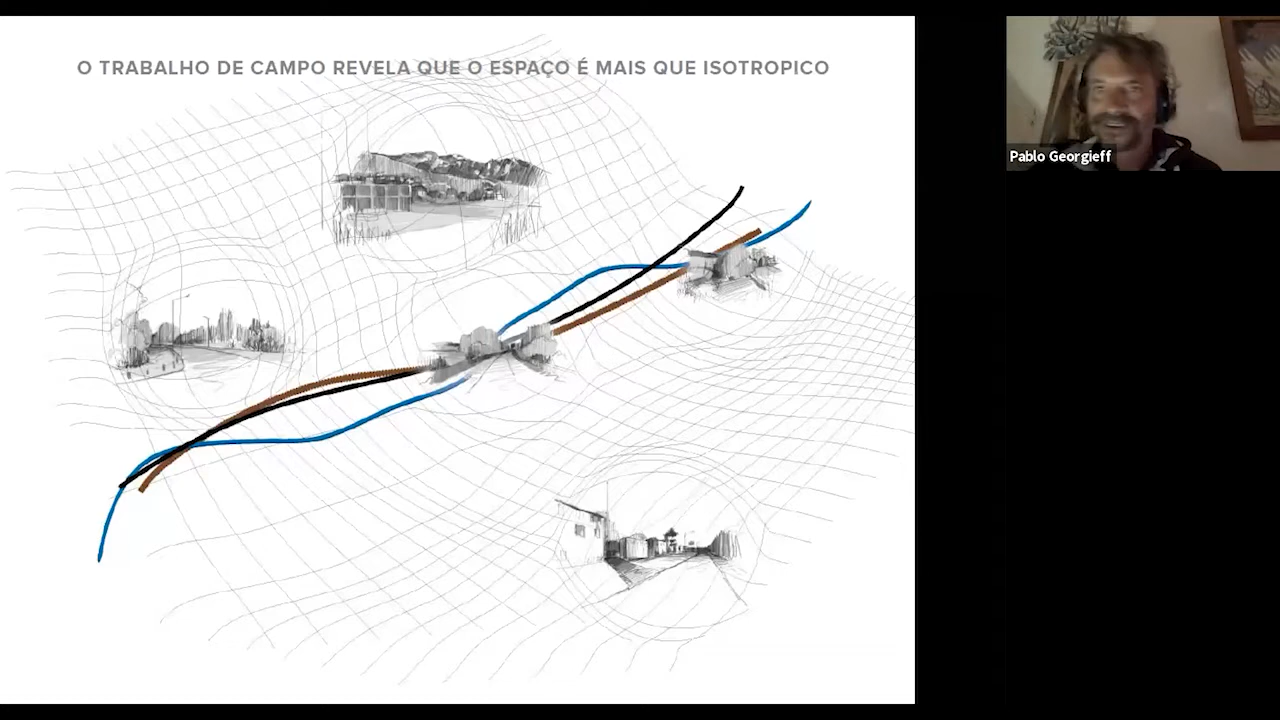 O TRABALHO DE CAMPO REVELA QUE O ESPAÇO É MAIS QUE ISOTROPICO
Pablo Georgieff